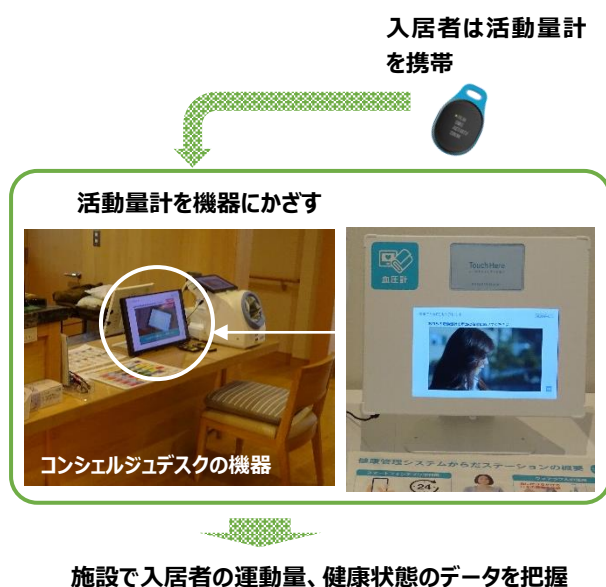 入居者は活動量計
を携帯
活動量計を機器にかざす
血圧計
Touch Here
コンシェルジュデスクの機器
健康管理システムからだステーションの概要
24
施設で入居者の運動量、健康状態のデータを把握